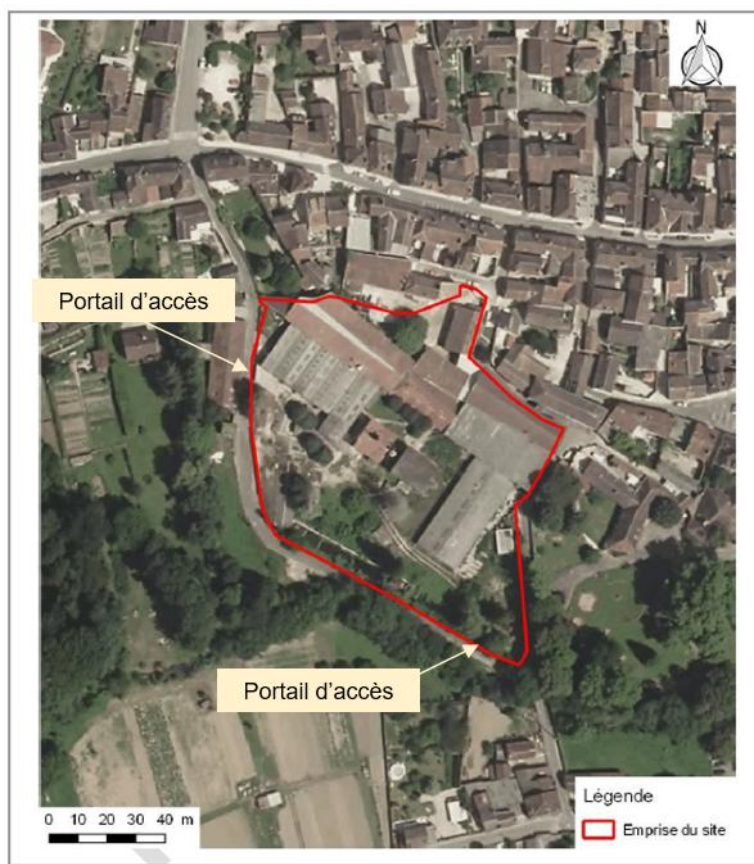 N
Portail d’accès
Portail d’accès
0 10 20 30 40 m
Légende
Emprise du site